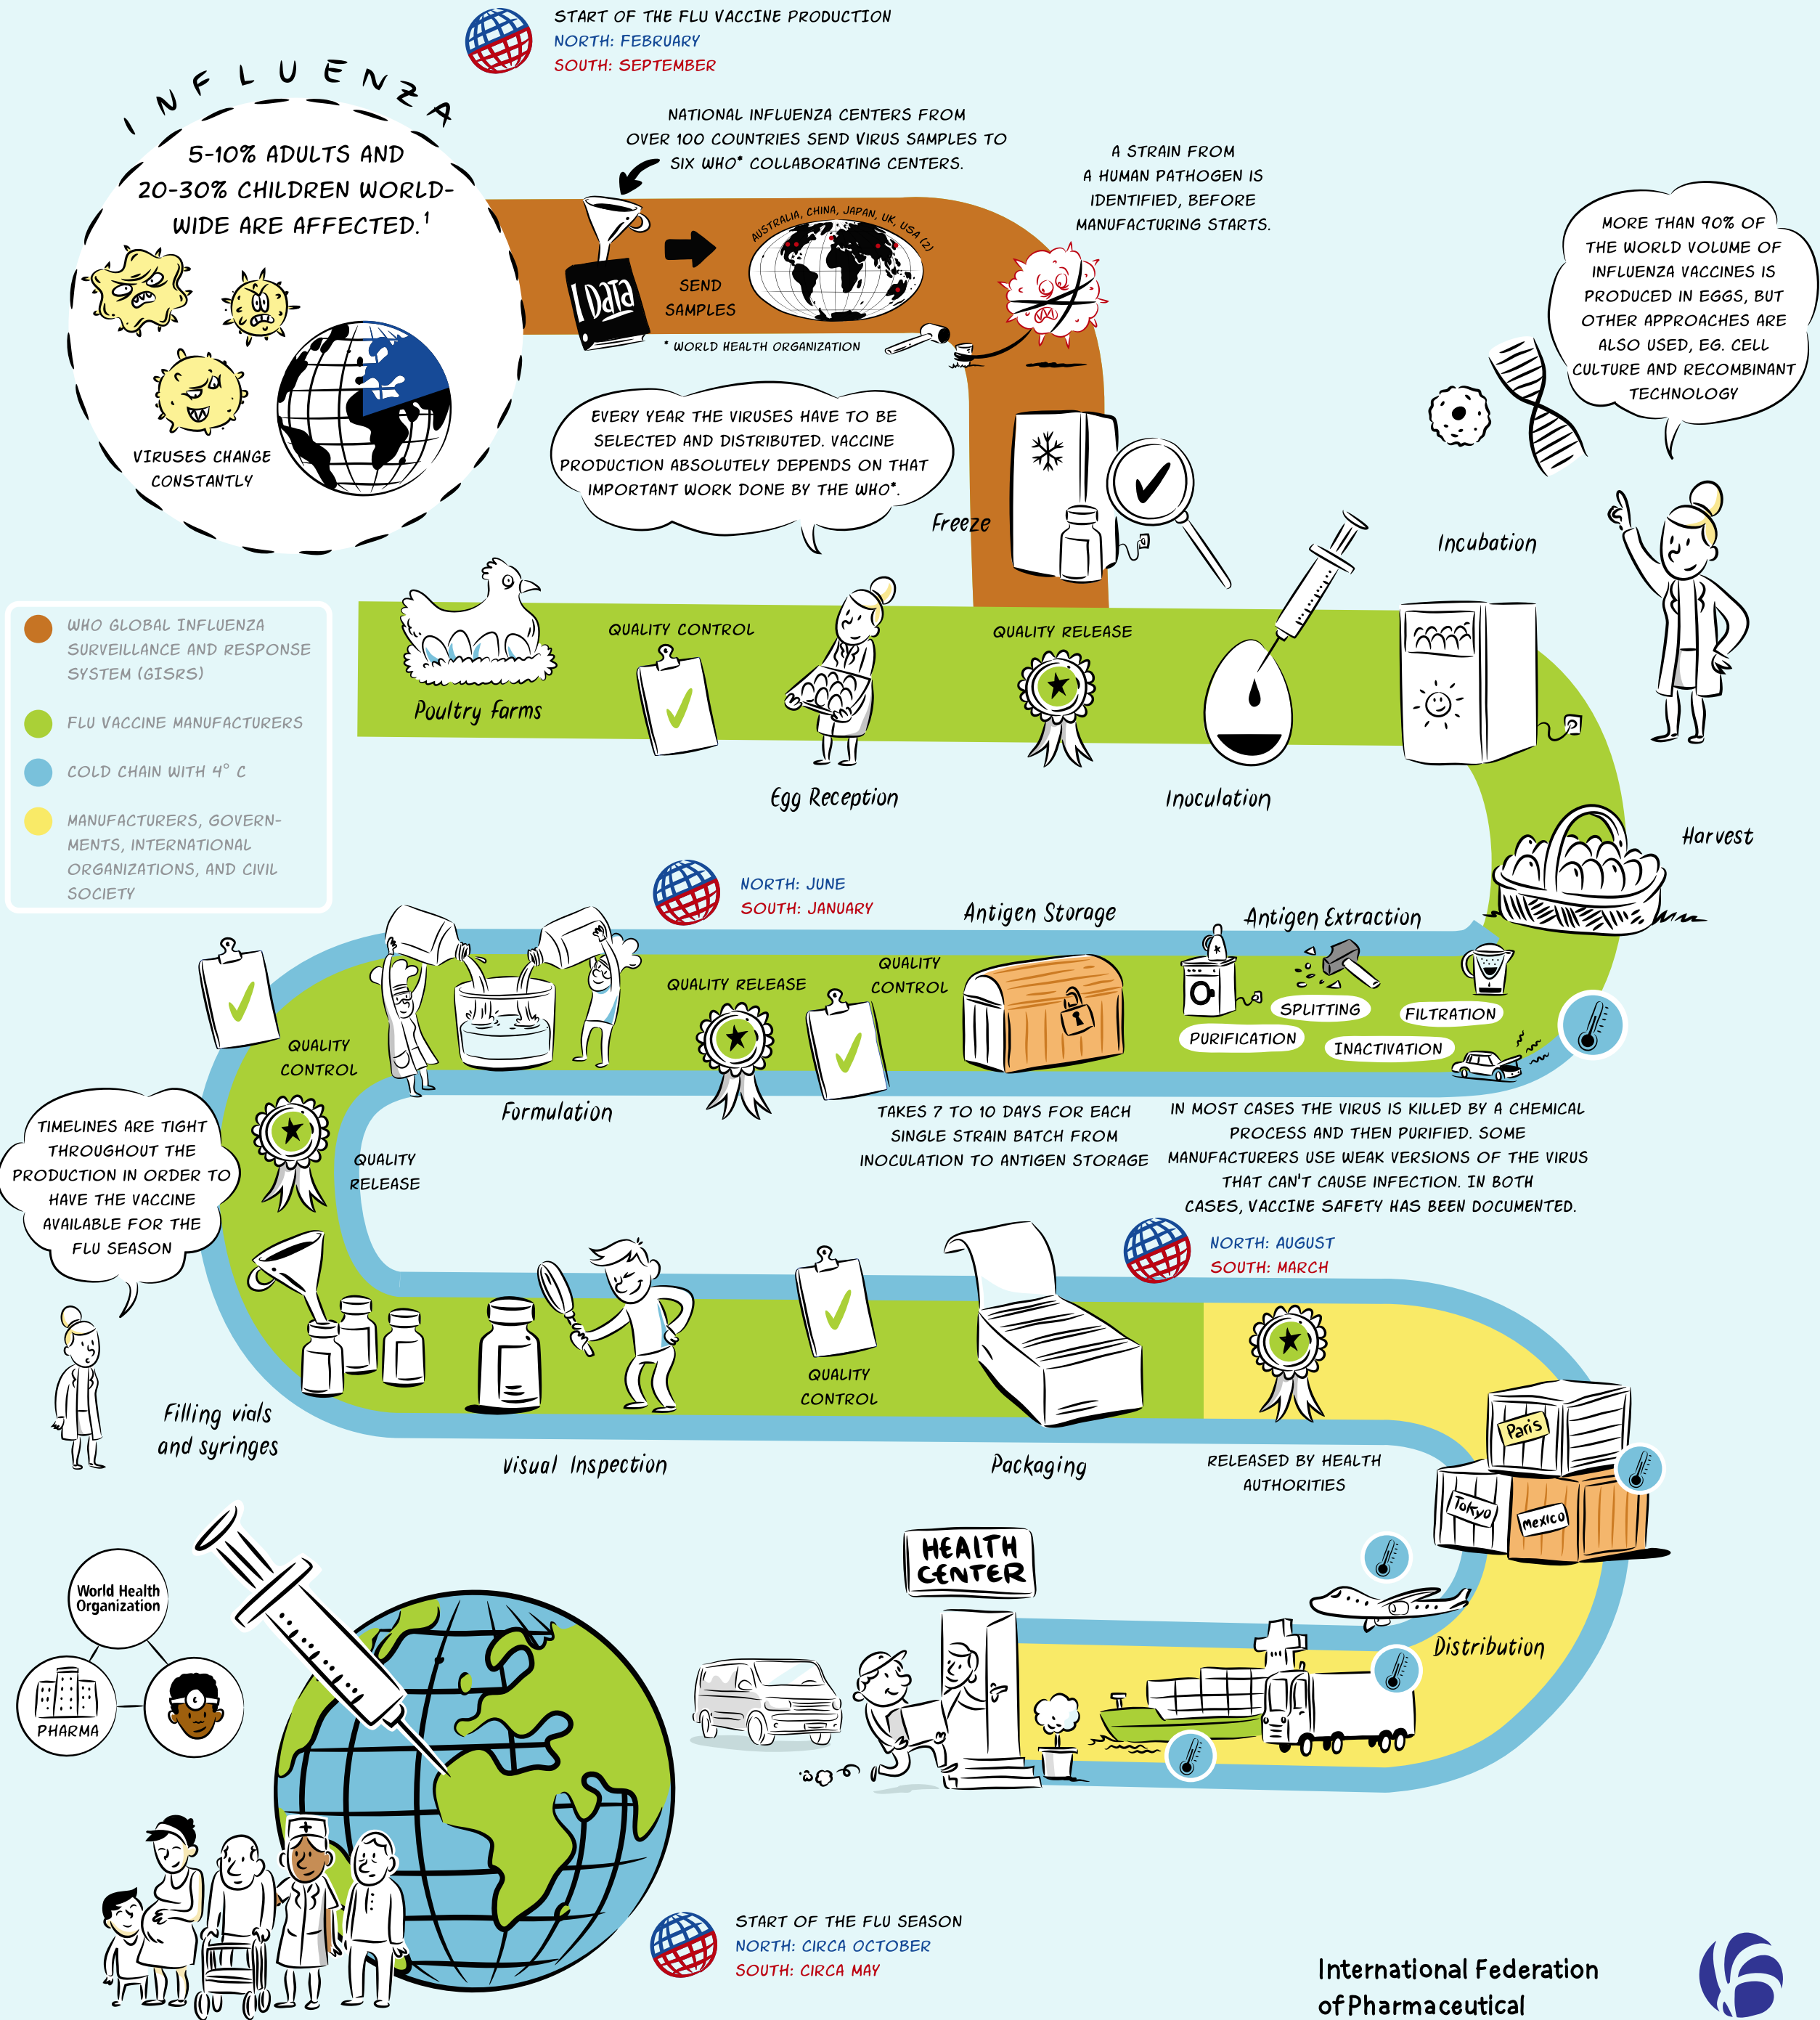 START OF THE FLU VACCINE PRODUCTION
NORTH: FEBRUARY
SOUTH: SEPTEMBER
INFLUENZA
5-10% ADULTS AND
20-30% CHILDREN WORLD-
WIDE ARE AFFECTED.¹
VIRUSES CHANGE
CONSTANTLY
NATIONAL INFLUENZA CENTERS FROM
OVER 100 COUNTRIES SEND VIRUS SAMPLES TO
SIX WHO* COLLABORATING CENTERS.
DATA
SEND
SAMPLES
AUSTRALIA, CHINA, JAPAN, UK, USA (2)
* WORLD HEALTH ORGANIZATION
A STRAIN FROM
A HUMAN PATHOGEN IS
IDENTIFIED, BEFORE
MANUFACTURING STARTS.
MORE THAN 90% OF
THE WORLD VOLUME OF
INFLUENZA VACCINES IS
PRODUCED IN EGGS, BUT
OTHER APPROACHES ARE
ALSO USED, EG. CELL
CULTURE AND RECOMBINANT
TECHNOLOGY
EVERY YEAR THE VIRUSES HAVE TO BE
SELECTED AND DISTRIBUTED. VACCINE
PRODUCTION ABSOLUTELY DEPENDS ON THAT
IMPORTANT WORK DONE BY THE WHO*.
Freeze
Incubation
WHO GLOBAL INFLUENZA
SURVEILLANCE AND RESPONSE
SYSTEM (GISRS)
FLU VACCINE MANUFACTURERS
COLD CHAIN WITH 4° C
MANUFACTURERS, GOVERN-
MENTS, INTERNATIONAL
ORGANIZATIONS, AND CIVIL
SOCIETY
Poultry farms
QUALITY CONTROL
Egg Reception
QUALITY RELEASE
Inoculation
Harvest
NORTH: JUNE
SOUTH: JANUARY
Antigen Storage
Antigen Extraction
SPLITTING
FILTRATION
PURIFICATION
INACTIVATION
QUALITY
CONTROL
QUALITY RELEASE
Formulation
QUALITY
CONTROL
TAKES 7 TO 10 DAYS FOR EACH
SINGLE STRAIN BATCH FROM
INOCULATION TO ANTIGEN STORAGE
IN MOST CASES THE VIRUS IS KILLED BY A CHEMICAL
PROCESS AND THEN PURIFIED. SOME
MANUFACTURERS USE WEAK VERSIONS OF THE VIRUS
THAT CAN'T CAUSE INFECTION. IN BOTH
CASES, VACCINE SAFETY HAS BEEN DOCUMENTED.
TIMELINES ARE TIGHT
THROUGHOUT THE
PRODUCTION IN ORDER TO
HAVE THE VACCINE
AVAILABLE FOR THE
FLU SEASON
QUALITY
RELEASE
Filling vials
and syringes
Visual Inspection
QUALITY
CONTROL
Packaging
NORTH: AUGUST
SOUTH: MARCH
RELEASED BY HEALTH
AUTHORITIES
Paris
Tokyo
Mexico
HEALTH
CENTER
Distribution
World Health
Organization
PHARMA
START OF THE FLU SEASON
NORTH: CIRCA OCTOBER
SOUTH: CIRCA MAY
International Federation
of Pharmaceutical